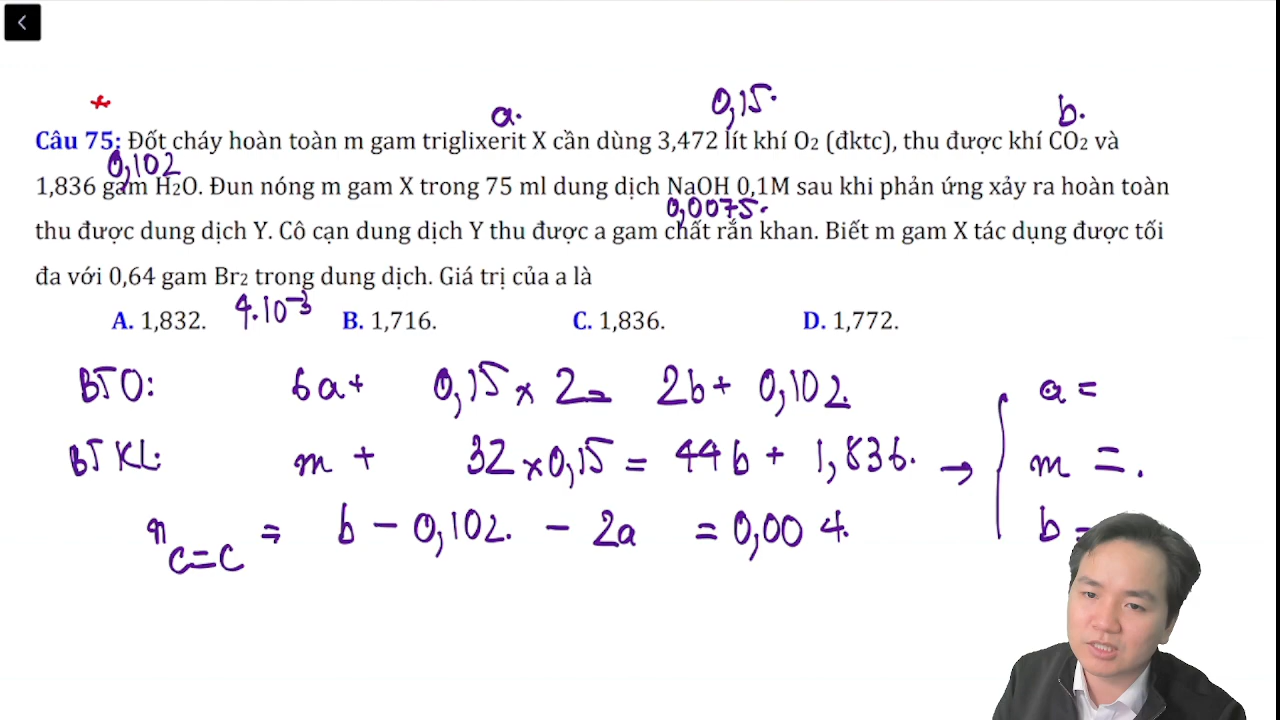 a. 0,15. b.
Câu 75: Đốt cháy hoàn toàn m gam triglixerit X cần dùng 3,472 lít khí O₂ (đktc), thu được khí CO₂ và
0,102
1,836 gam H₂O. Đun nóng m gam X trong 75 ml dung dịch NaOH 0,1M sau khi phản ứng xảy ra hoàn toàn
0,0075.
thu được dung dịch Y. Cô cạn dung dịch Y thu được a gam chất rắn khan. Biết m gam X tác dụng được tối
đa với 0,64 gam Br₂ trong dung dịch. Giá trị của a là
4.10⁻³
A. 1,832. B. 1,716. C. 1,836. D. 1,772.
BTO: 6a + 0,15 x 2 = 2b + 0,102. a =
BTKL: m + 32 x 0,15 = 44b + 1,836. → m = .
n C=C = b - 0,102. - 2a = 0,004. b =